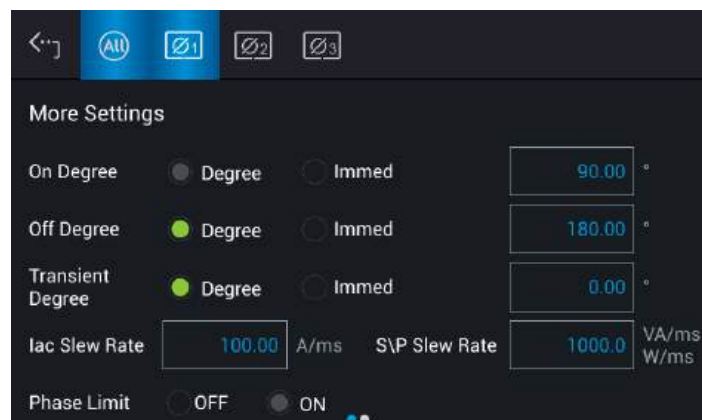 All Ø1 Ø2 Ø3
More Settings
On Degree Degree Immed 90.00 °
Off Degree Degree Immed 180.00 °
Transient
Degree Degree Immed 0.00 °
Iac Slew Rate 100.00 A/ms S\P Slew Rate 1000.0 VA/ms
W/ms
Phase Limit OFF ON